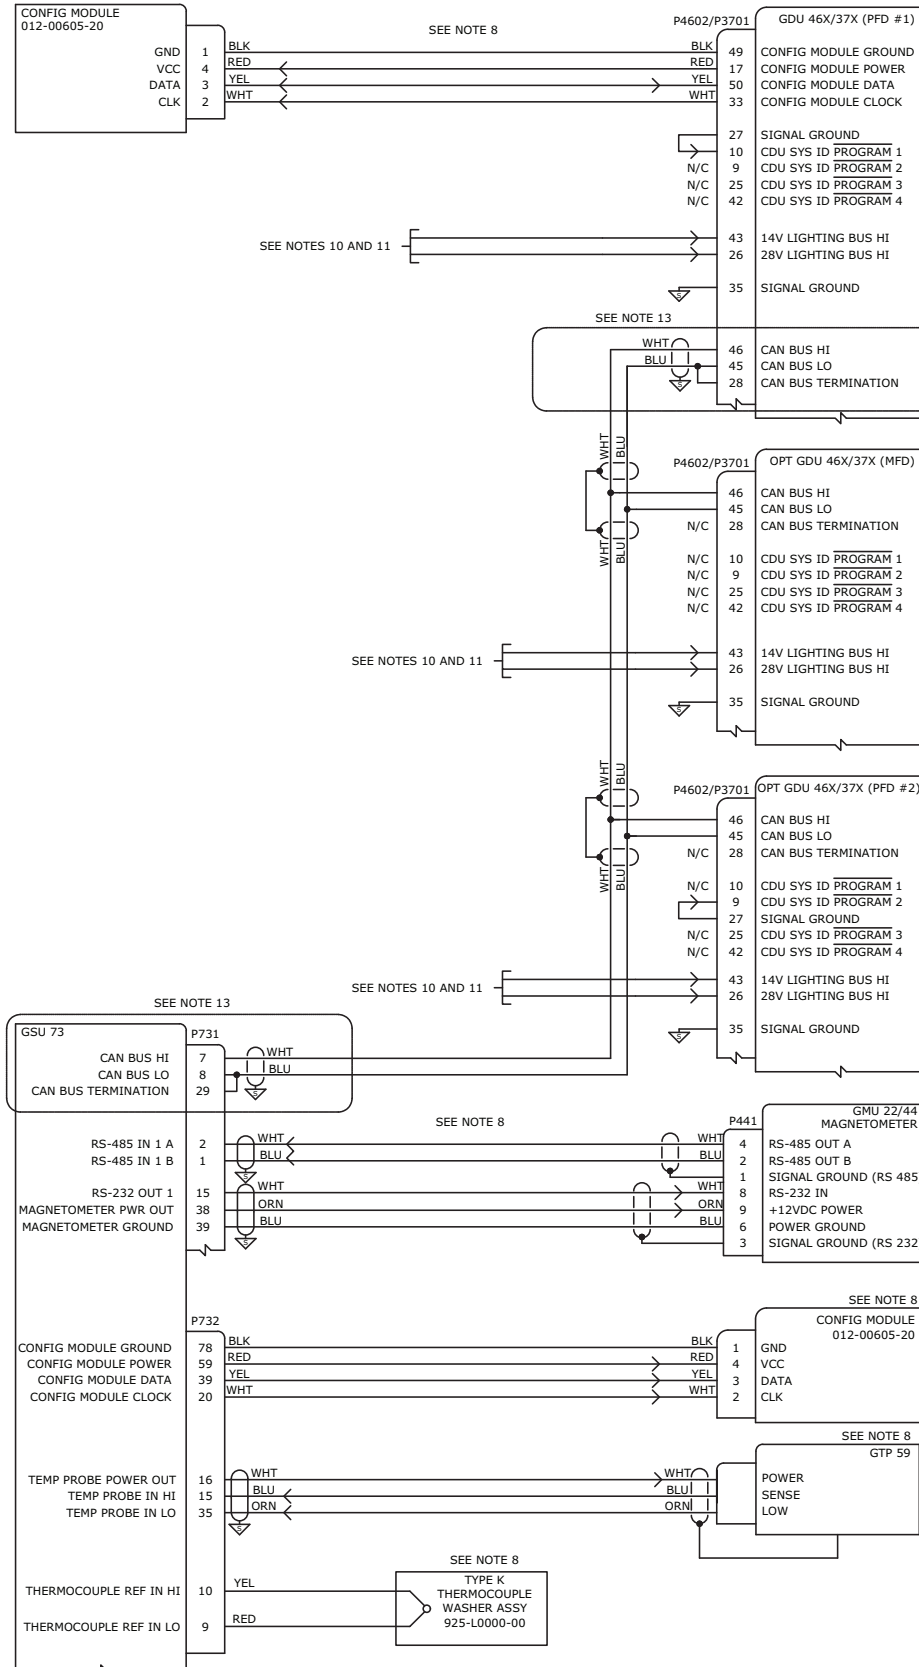 CONFIG MODULE
012-00605-20
GND 1 BLK
VCC 4 RED
DATA 3 YEL
CLK 2 WHT
SEE NOTE 8
P4602/P3701
GDU 46X/37X (PFD #1)
BLK 49 CONFIG MODULE GROUND
RED 17 CONFIG MODULE POWER
YEL 50 CONFIG MODULE DATA
WHT 33 CONFIG MODULE CLOCK
27 SIGNAL GROUND
10 CDU SYS ID PROGRAM 1
N/C 9 CDU SYS ID PROGRAM 2
N/C 25 CDU SYS ID PROGRAM 3
N/C 42 CDU SYS ID PROGRAM 4
SEE NOTES 10 AND 11
43 14V LIGHTING BUS HI
26 28V LIGHTING BUS HI
S
35 SIGNAL GROUND
SEE NOTE 13
WHT 46 CAN BUS HI
BLU 45 CAN BUS LO
S
28 CAN BUS TERMINATION
WHT
BLU
P4602/P3701
OPT GDU 46X/37X (MFD)
46 CAN BUS HI
45 CAN BUS LO
N/C 28 CAN BUS TERMINATION
WHT
BLU
N/C 10 CDU SYS ID PROGRAM 1
N/C 9 CDU SYS ID PROGRAM 2
N/C 25 CDU SYS ID PROGRAM 3
N/C 42 CDU SYS ID PROGRAM 4
SEE NOTES 10 AND 11
43 14V LIGHTING BUS HI
26 28V LIGHTING BUS HI
S
35 SIGNAL GROUND
WHT
BLU
P4602/P3701
OPT GDU 46X/37X (PFD #2)
46 CAN BUS HI
45 CAN BUS LO
N/C 28 CAN BUS TERMINATION
WHT
BLU
N/C 10 CDU SYS ID PROGRAM 1
9 CDU SYS ID PROGRAM 2
27 SIGNAL GROUND
N/C 25 CDU SYS ID PROGRAM 3
N/C 42 CDU SYS ID PROGRAM 4
SEE NOTES 10 AND 11
43 14V LIGHTING BUS HI
26 28V LIGHTING BUS HI
S
35 SIGNAL GROUND
SEE NOTE 13
GSU 73
P731
CAN BUS HI 7 WHT
CAN BUS LO 8 BLU
CAN BUS TERMINATION 29
S
SEE NOTE 8
RS-485 IN 1 A 2 WHT
RS-485 IN 1 B 1 BLU
S
RS-232 OUT 1 15 WHT
MAGNETOMETER PWR OUT 38 ORN
MAGNETOMETER GROUND 39 BLU
S
P441
GMU 22/44
MAGNETOMETER
WHT 4 RS-485 OUT A
BLU 2 RS-485 OUT B
1 SIGNAL GROUND (RS 485
WHT 8 RS-232 IN
ORN 9 +12VDC POWER
BLU 6 POWER GROUND
3 SIGNAL GROUND (RS 232
P732
CONFIG MODULE GROUND 78 BLK
CONFIG MODULE POWER 59 RED
CONFIG MODULE DATA 39 YEL
CONFIG MODULE CLOCK 20 WHT
SEE NOTE 8
CONFIG MODULE
012-00605-20
BLK 1 GND
RED 4 VCC
YEL 3 DATA
WHT 2 CLK
TEMP PROBE POWER OUT 16 WHT
TEMP PROBE IN HI 15 BLU
TEMP PROBE IN LO 35 ORN
S
SEE NOTE 8
GTP 59
WHT POWER
BLU SENSE
ORN LOW
SEE NOTE 8
THERMOCOUPLE REF IN HI 10 YEL
THERMOCOUPLE REF IN LO 9 RED
TYPE K
THERMOCOUPLE
WASHER ASSY
925-L0000-00